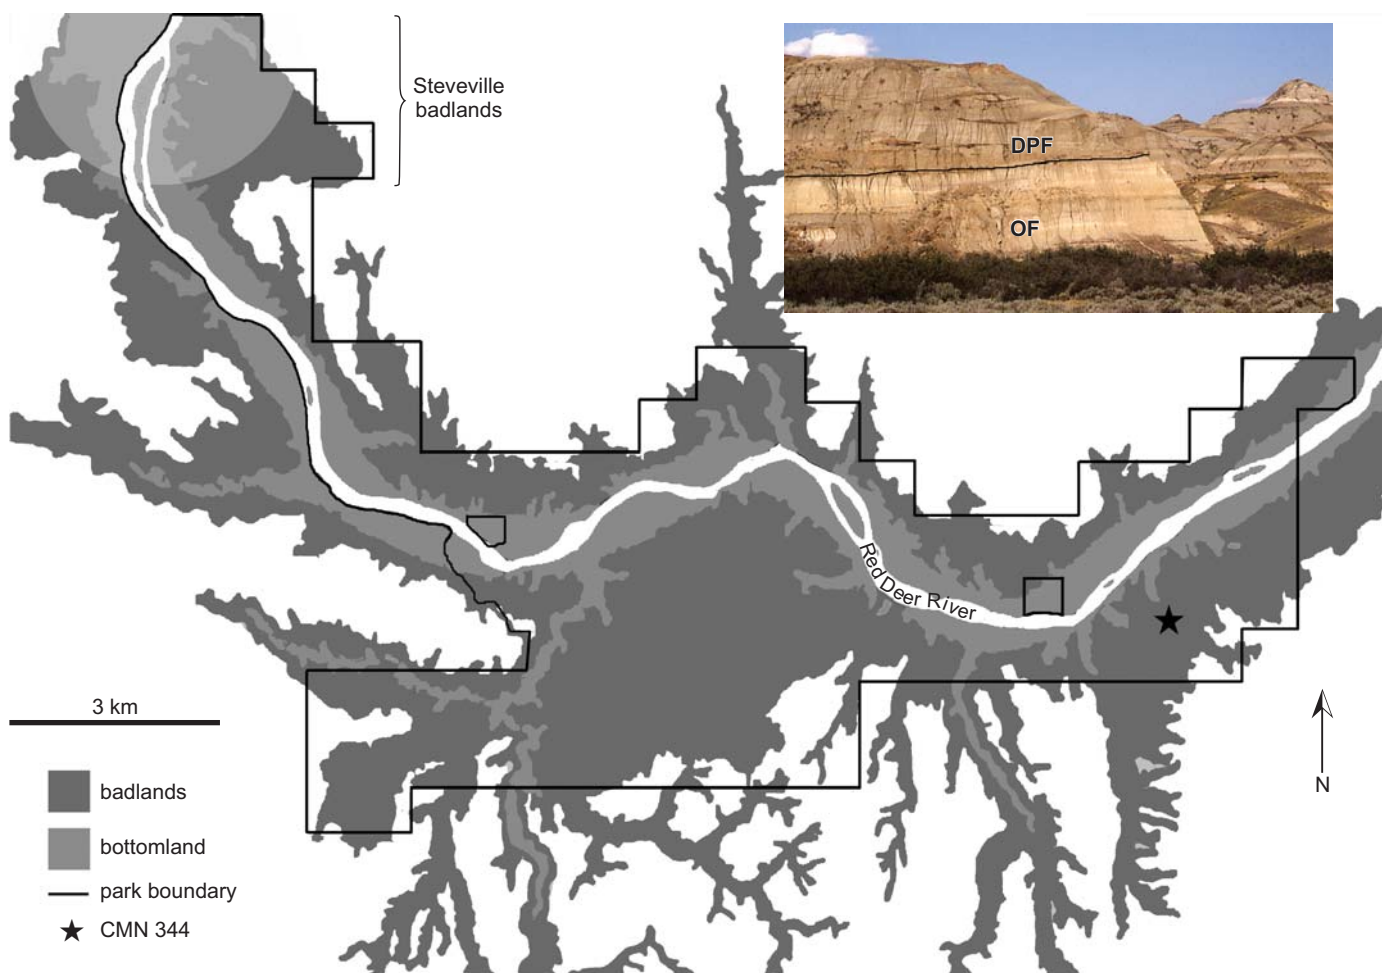 Steveville
badlands
DPF
OF
Red Deer River
3 km
N
badlands
bottomland
park boundary
CMN 344